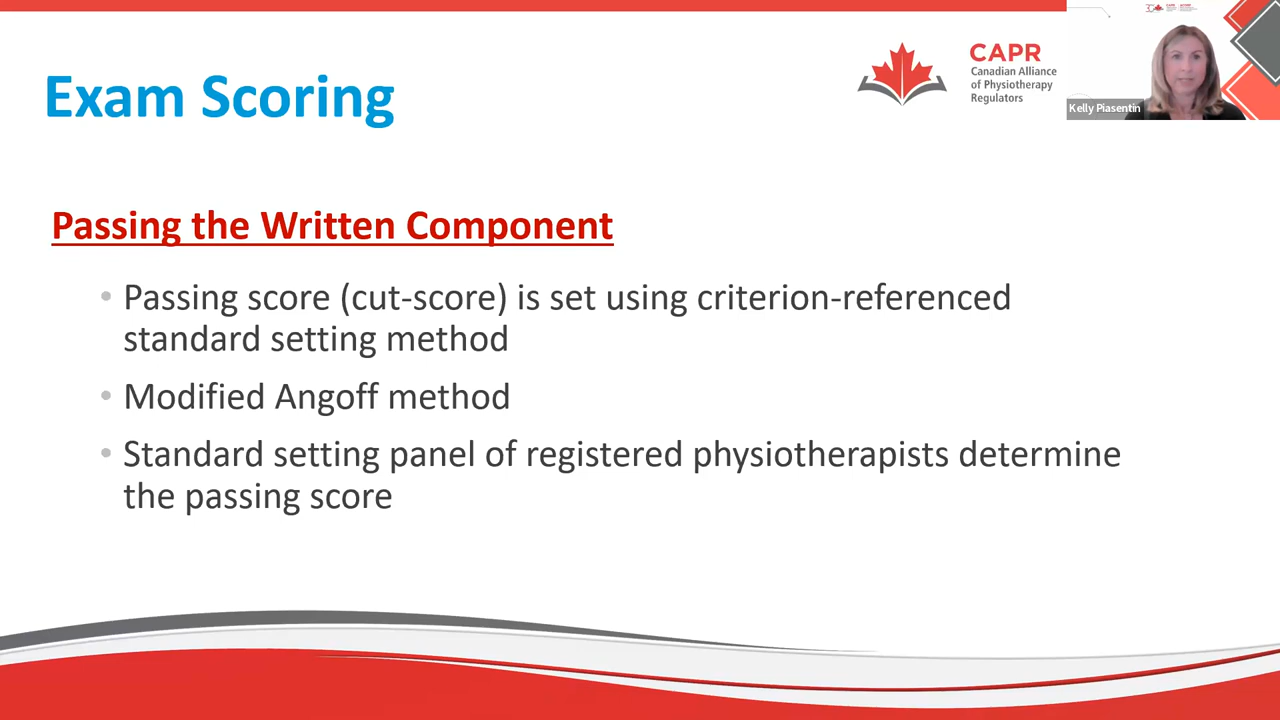 Exam Scoring
CAPR
Canadian Alliance
of Physiotherapy
Regulators
Kelly Piasentin
Passing the Written Component
• Passing score (cut-score) is set using criterion-referenced
standard setting method
• Modified Angoff method
• Standard setting panel of registered physiotherapists determine
the passing score